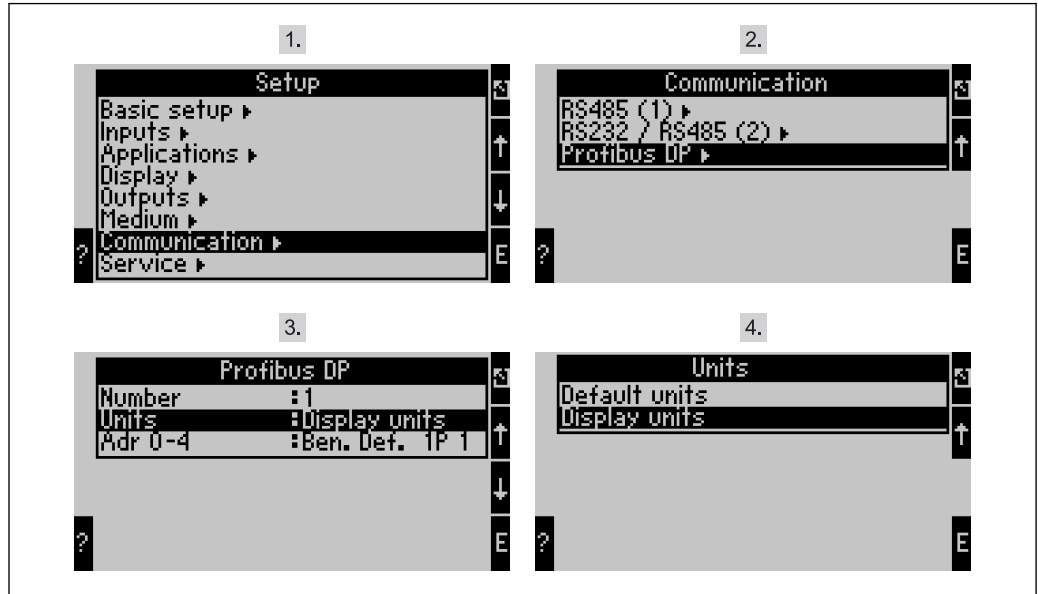 1.
Setup
Basic setup ▸
Inputs ▸
Applications ▸
Display ▸
Outputs ▸
Medium ▸
Communication ▸
Service ▸
↑
↓
? E
2.
Communication
RS485 (1) ▸
RS232 / RS485 (2) ▸
Profibus DP ▸
↑
? E
3.
Profibus DP
Number :1
Units :Display units
Adr 0-4 :Ben. Def. 1P 1
↑
↓
? E
4.
Units
Default units
Display units
↑
? E